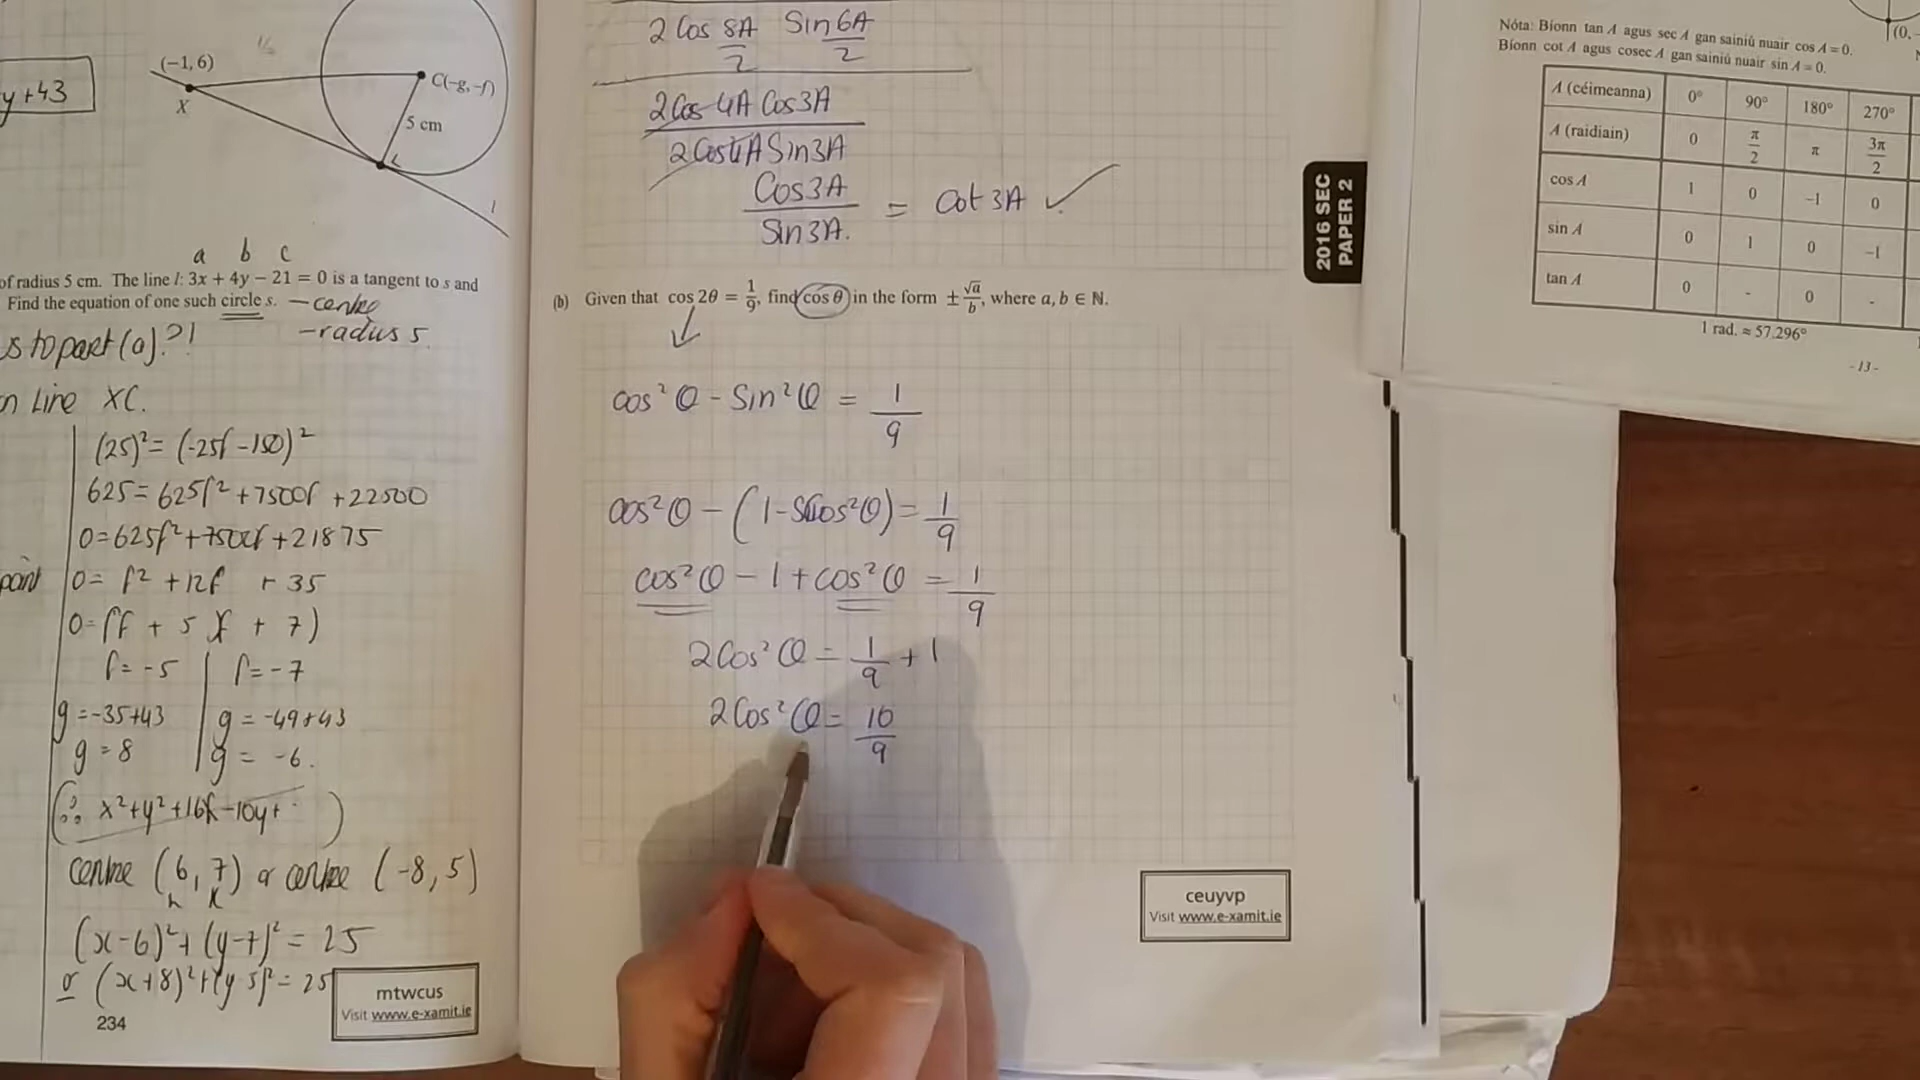 y + 43
(−1, 6)
X
C(−g, −f)
5 cm
l
a b c
of radius 5 cm. The line l: 3x + 4y − 21 = 0 is a tangent to s and
Find the equation of one such circle s. – centre
– radius 5.
s to part (a)?!
n Line XC.
(25)² = (-25f - 150)²
625 = 625f² + 7500f + 22500
0 = 625f² + 7500f + 21875
point
0 = f² + 12f + 35
0 = (f + 5)(f + 7)
f = -5 f = -7
g = -35+43 g = -49+43
g = 8 g = -6.
(∴ x² + y² + 16x - 10y + )
centre (6, 7) or centre (-8, 5)
h k
(x-6)² + (y-7)² = 25
or (x+8)² + (y-5)² = 25
234
mtwcus
Visit www.e-xamit.ie
2 Cos 8A/2 Sin 6A/2
2Cos 4A Cos3A
2Cos4A Sin3A
Cos3A/Sin3A. = Cot 3A ✓
(b) Given that cos 2θ = 1/9, find cos θ in the form ± √a/b, where a, b ∈ ℕ.
cos² θ - Sin² θ = 1/9
cos²θ - (1 - Cos²θ) = 1/9
cos²θ - 1 + cos²θ = 1/9
2Cos²θ = 1/9 + 1
2Cos²θ = 10/9
ceuyvp
Visit www.e-xamit.ie
2016 SEC
PAPER 2
(0,
Nóta: Bíonn tan A agus sec A gan sainiú nuair cos A = 0.
Bíonn cot A agus cosec A gan sainiú nuair sin A = 0.
A (céimeanna) 0° 90° 180° 270°
A (raidiain) 0 π/2 π 3π/2
cos A 1 0 −1 0
sin A 0 1 0 −1
tan A 0 - 0 -
1 rad. ≈ 57.296°
- 13 -